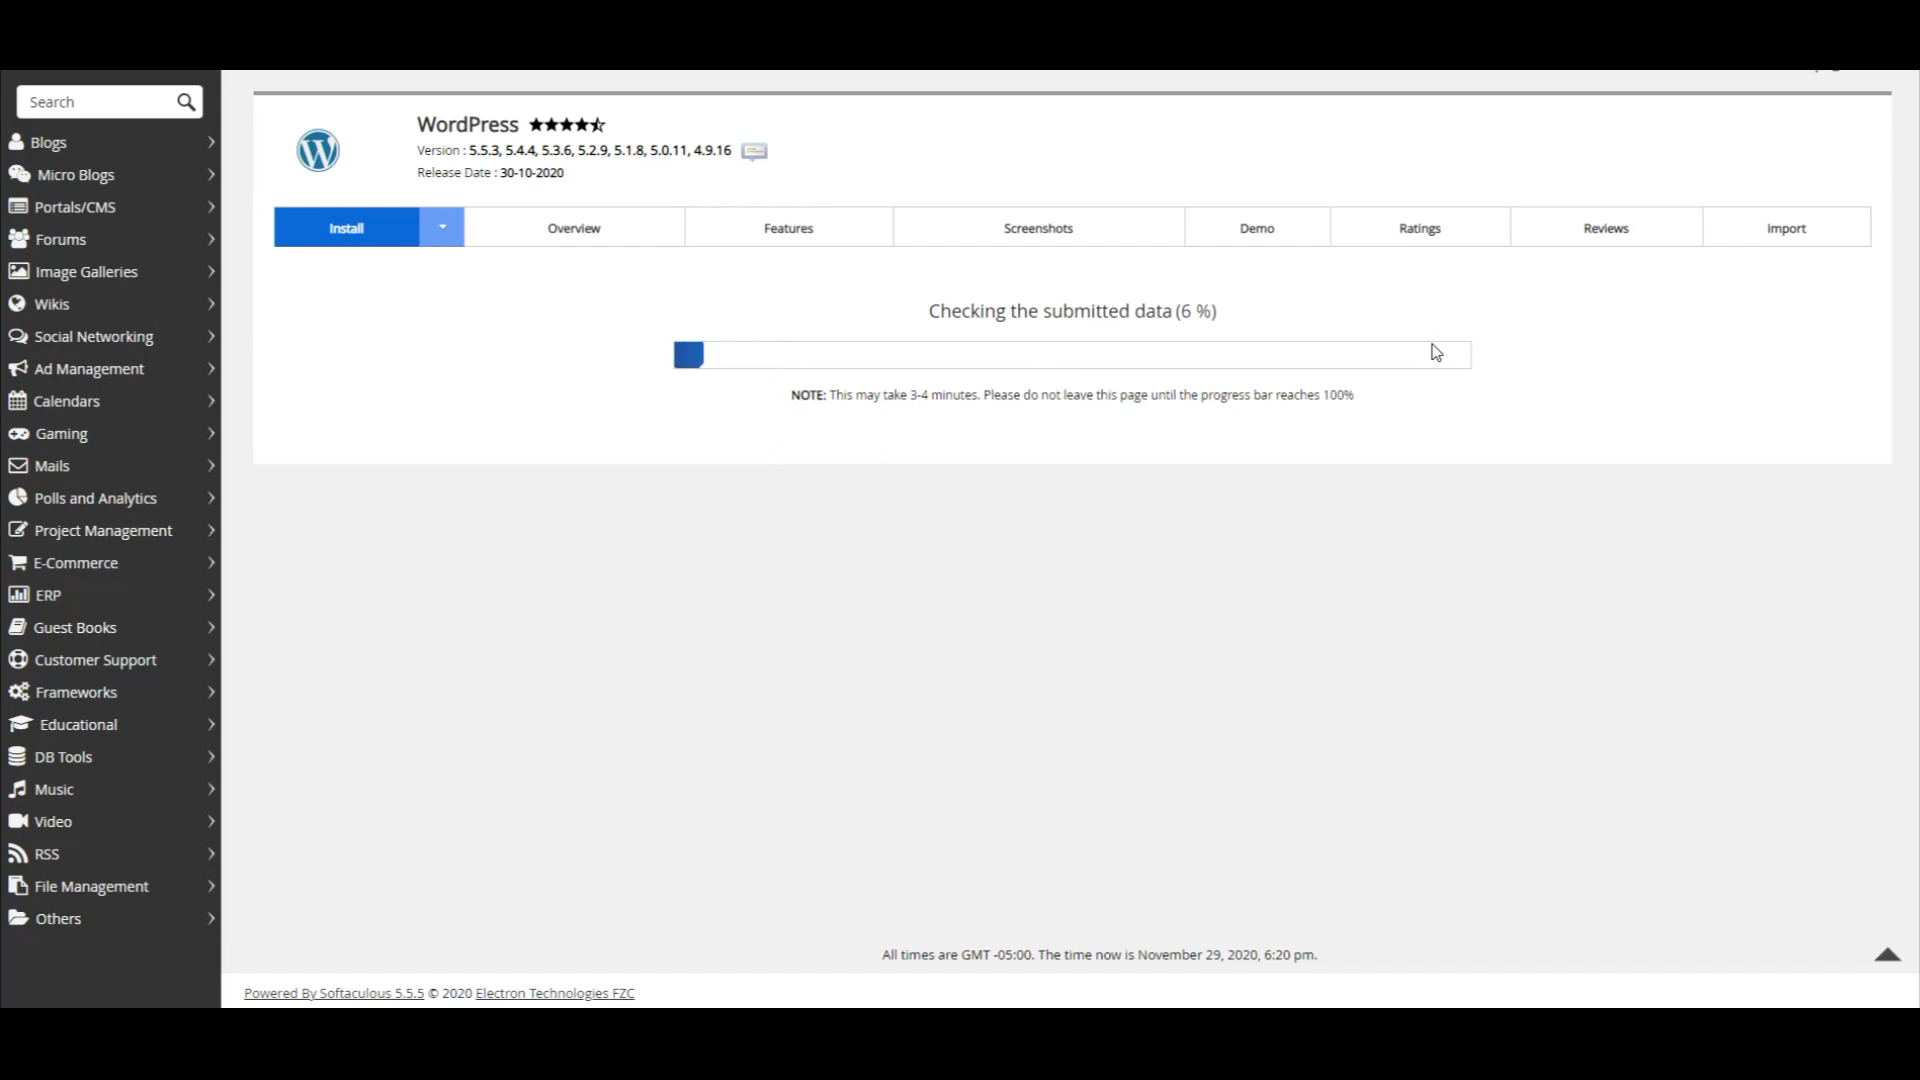 Search
Blogs
Micro Blogs
Portals/CMS
Forums
Image Galleries
Wikis
Social Networking
Ad Management
Calendars
Gaming
Mails
Polls and Analytics
Project Management
E-Commerce
ERP
Guest Books
Customer Support
Frameworks
Educational
DB Tools
Music
Video
RSS
File Management
Others
WordPress
Version : 5.5.3, 5.4.4, 5.3.6, 5.2.9, 5.1.8, 5.0.11, 4.9.16
Release Date : 30-10-2020
Install Overview Features Screenshots Demo Ratings Reviews Import
Checking the submitted data (6 %)
NOTE: This may take 3-4 minutes. Please do not leave this page until the progress bar reaches 100%
All times are GMT -05:00. The time now is November 29, 2020, 6:20 pm.
Powered By Softaculous 5.5.5 © 2020 Electron Technologies FZC